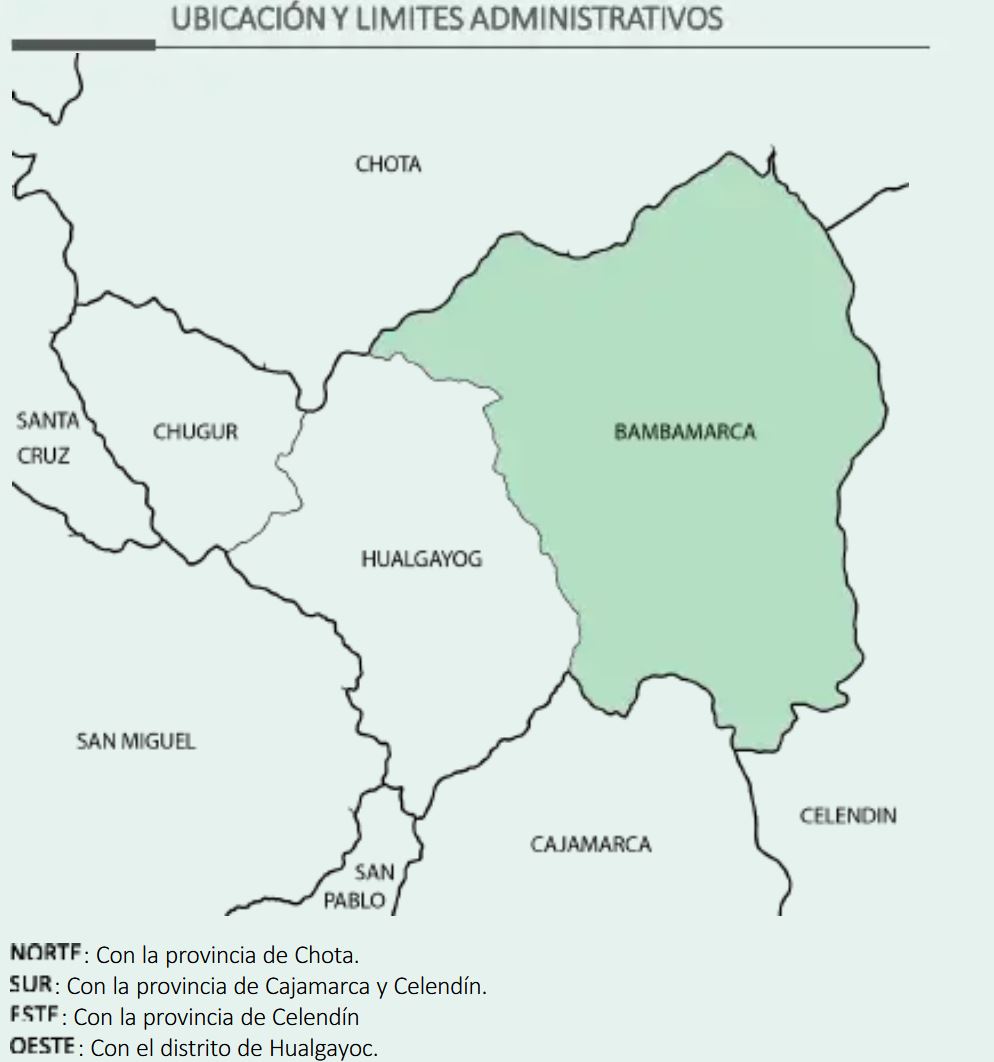 UBICACIÓN Y LIMITES ADMINISTRATIVOS
CHOTA
SANTA
CRUZ
CHUGUR
BAMBAMARCA
HUALGAYOG
SAN MIGUEL
CELENDIN
CAJAMARCA
SAN
PABLO
NORTE: Con la provincia de Chota.
SUR: Con la provincia de Cajamarca y Celendín.
ESTE: Con la provincia de Celendín
OESTE: Con el distrito de Hualgayoc.